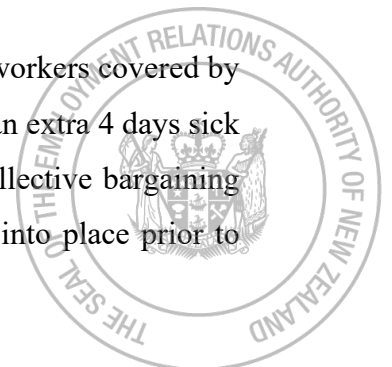 workers covered by
an extra 4 days sick
llective bargaining
into place prior to
THE SEAL OF THE EMPLOYMENT RELATIONS AUTHORITY OF NEW ZEALAND